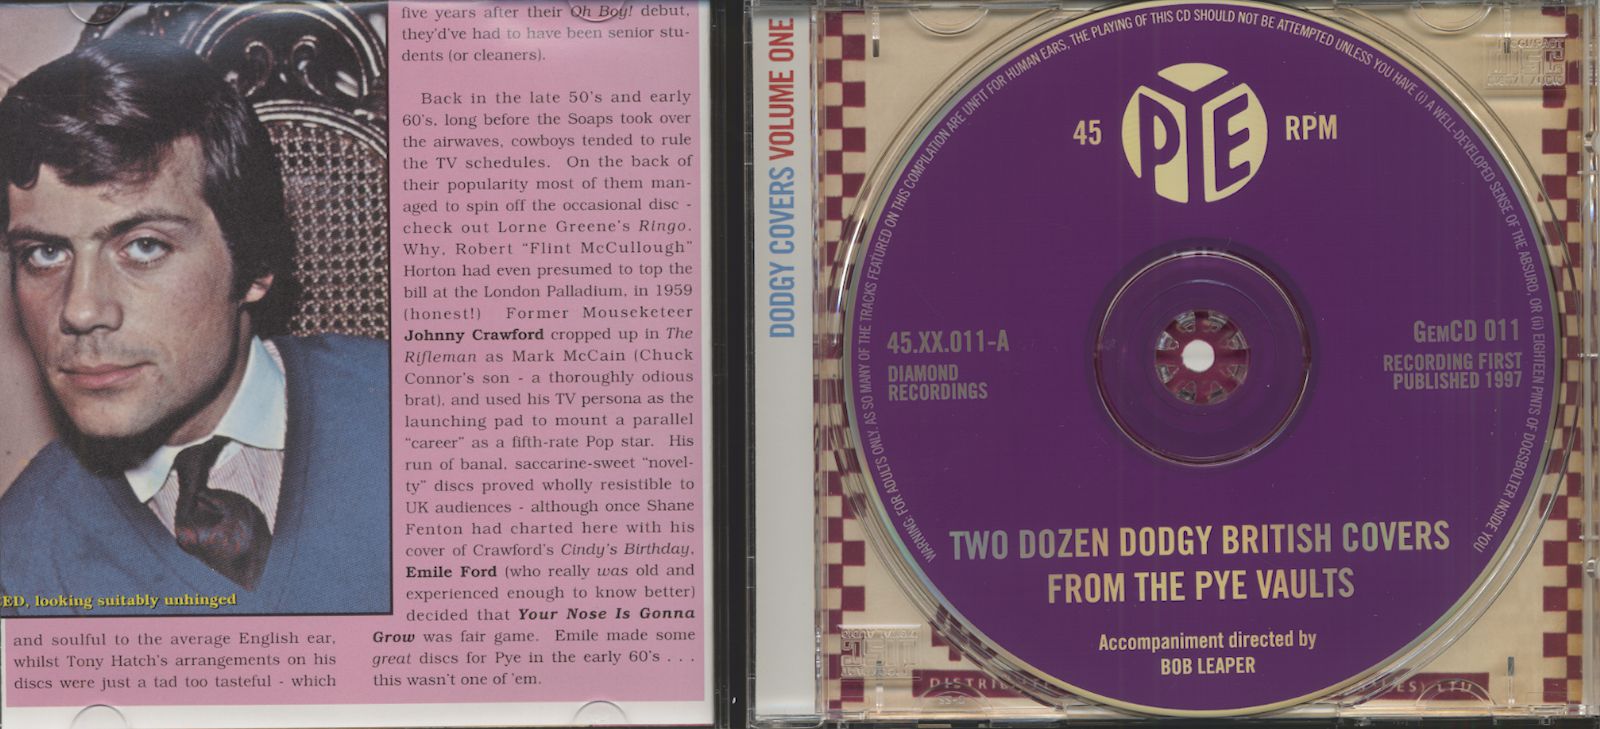 five years after their Oh Boy! debut,
they'd've had to have been senior stu-
dents (or cleaners).
Back in the late 50's and early
60's, long before the Soaps took over
the airwaves, cowboys tended to rule
the TV schedules. On the back of
their popularity most of them man-
aged to spin off the occasional disc -
check out Lorne Greene's Ringo.
Why, Robert "Flint McCullough"
Horton had even presumed to top the
bill at the London Palladium, in 1959
(honest!) Former Mouseketeer
Johnny Crawford cropped up in The
Rifleman as Mark McCain (Chuck
Connor's son - a thoroughly odious
brat), and used his TV persona as the
launching pad to mount a parallel
"career" as a fifth-rate Pop star. His
run of banal, saccarine-sweet "novel-
ty" discs proved wholly resistible to
UK audiences - although once Shane
Fenton had charted here with his
cover of Crawford's Cindy's Birthday,
Emile Ford (who really was old and
experienced enough to know better)
decided that Your Nose Is Gonna
Grow was fair game. Emile made some
great discs for Pye in the early 60's . . .
this wasn't one of 'em.
EED, looking suitably unhinged
and soulful to the average English ear,
whilst Tony Hatch's arrangements on his
discs were just a tad too tasteful - which
DODGY COVERS VOLUME ONE
WARNING: FOR ADULTS ONLY. AS SO MANY OF THE TRACKS FEATURED ON THIS COMPILATION ARE UNFIT FOR HUMAN EARS, THE PLAYING OF THIS CD SHOULD NOT BE ATTEMPTED UNLESS YOU HAVE (i) A WELL-DEVELOPED SENSE OF THE ABSURD, OR (ii) EIGHTEEN PINTS OF DOGSBOLTER INSIDE YOU
45 PYE RPM
45.XX.011-A
DIAMOND
RECORDINGS
GEMCD 011
RECORDING FIRST
PUBLISHED 1997
TWO DOZEN DODGY BRITISH COVERS
FROM THE PYE VAULTS
Accompaniment directed by
BOB LEAPER